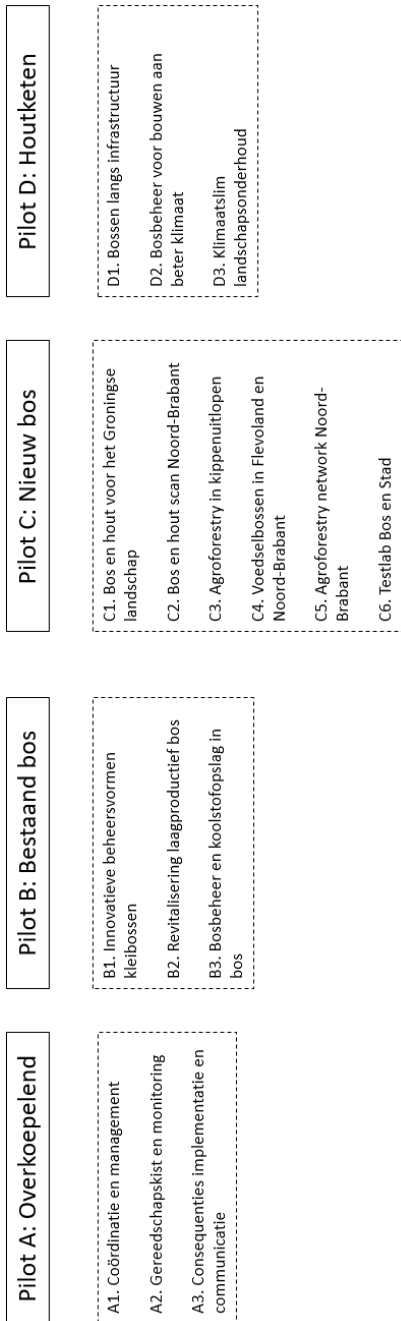 Pilot A: Overkoepelend
A1. Coördinatie en management
A2. Gereedschapskist en monitoring
A3. Consequenties implementatie en
communicatie
Pilot B: Bestaand bos
B1. Innovatieve beheersvormen
kleibossen
B2. Revitalisering laagproductief bos
B3. Bosbeheer en koolstofopslag in
bos
Pilot C: Nieuw bos
C1. Bos en hout voor het Groningse
landschap
C2. Bos en hout scan Noord-Brabant
C3. Agroforestry in kippenuitlopen
C4. Voedselbossen in Flevoland en
Noord-Brabant
C5. Agroforestry network Noord-
Brabant
C6. Testlab Bos en Stad
Pilot D: Houtketen
D1. Bossen langs infrastructuur
D2. Bosbeheer voor bouwen aan
beter klimaat
D3. Klimaatslim
landschapsonderhoud